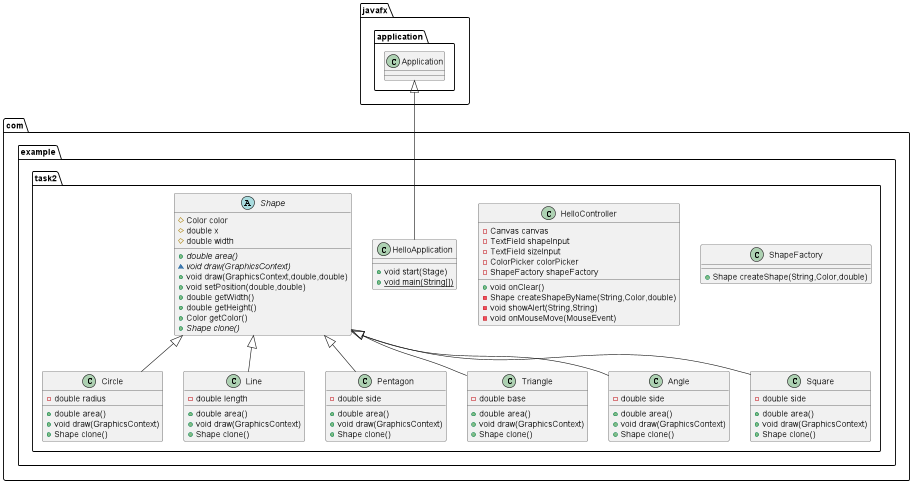 javafx
application
C Application
com
example
task2
A Shape
Color color
double x
double width
double area()
void draw(GraphicsContext)
void draw(GraphicsContext,double,double)
void setPosition(double,double)
double getWidth()
double getHeight()
Color getColor()
Shape clone()
C HelloApplication
void start(Stage)
void main(String[])
C HelloController
Canvas canvas
TextField shapeInput
TextField sizeInput
ColorPicker colorPicker
ShapeFactory shapeFactory
void onClear()
Shape createShapeByName(String,Color,double)
void showAlert(String,String)
void onMouseMove(MouseEvent)
C ShapeFactory
Shape createShape(String,Color,double)
C Circle
double radius
double area()
void draw(GraphicsContext)
Shape clone()
C Line
double length
double area()
void draw(GraphicsContext)
Shape clone()
C Pentagon
double side
double area()
void draw(GraphicsContext)
Shape clone()
C Triangle
double base
double area()
void draw(GraphicsContext)
Shape clone()
C Angle
double side
double area()
void draw(GraphicsContext)
Shape clone()
C Square
double side
double area()
void draw(GraphicsContext)
Shape clone()